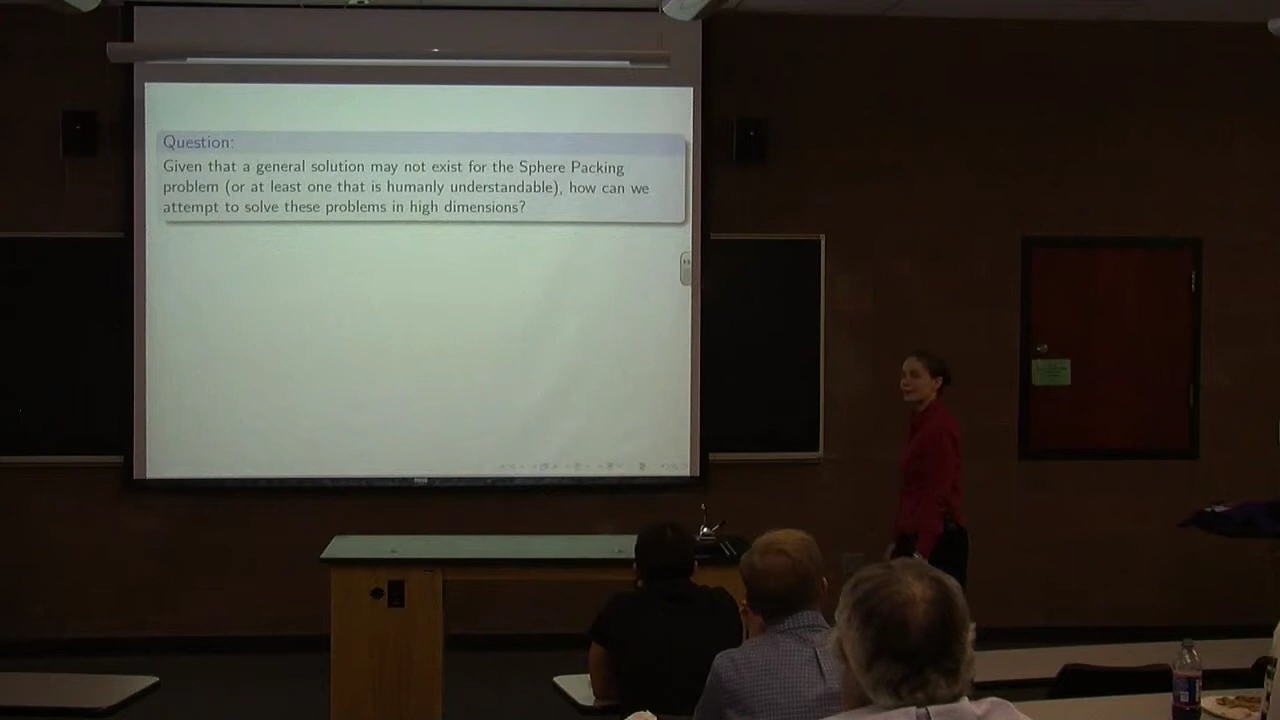 Question:
Given that a general solution may not exist for the Sphere Packing
problem (or at least one that is humanly understandable), how can we
attempt to solve these problems in high dimensions?